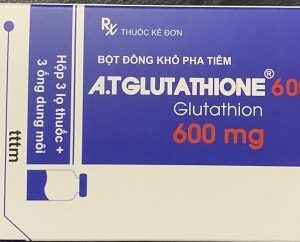 Rx THUỐC KÊ ĐƠN
BỘT ĐÔNG KHÔ PHA TIÊM
A.T GLUTATHIONE® 600
Glutathion
600 mg
Hộp 3 lọ thuốc +
3 ống dung môi
tttm